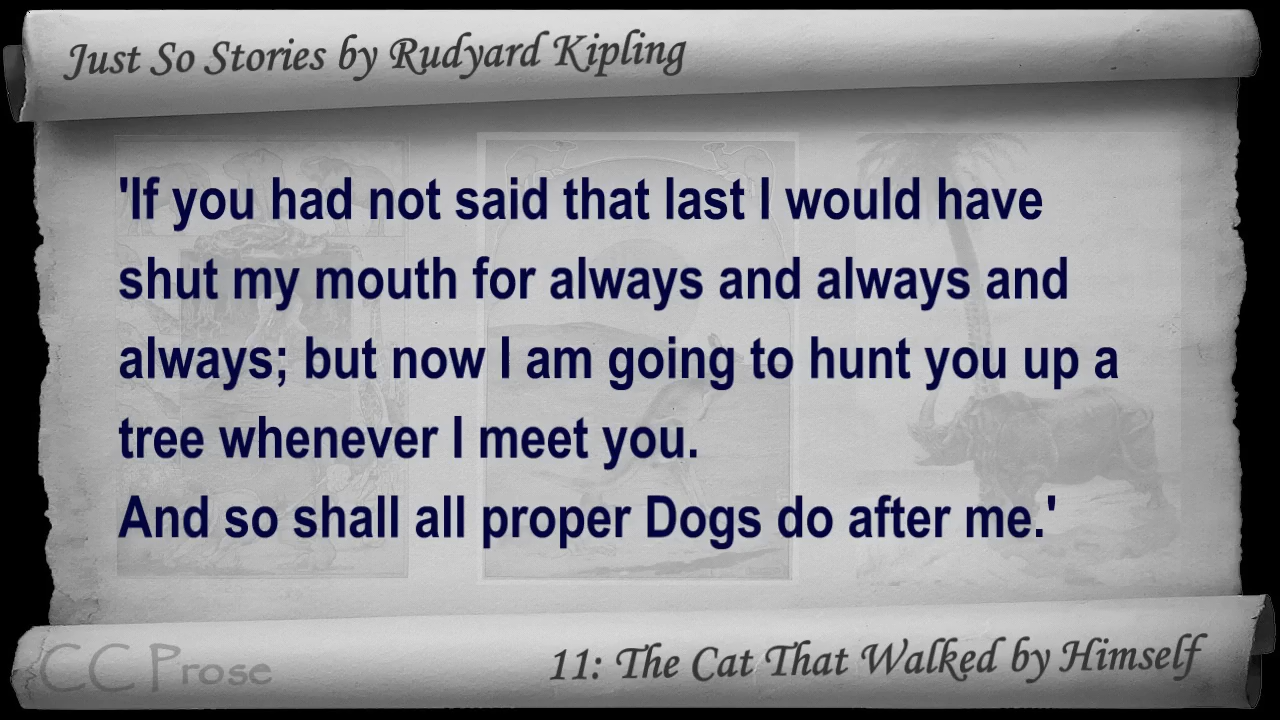 Just So Stories by Rudyard Kipling
'If you had not said that last I would have
shut my mouth for always and always and
always; but now I am going to hunt you up a
tree whenever I meet you.
And so shall all proper Dogs do after me.'
CC Prose
11: The Cat That Walked by Himself